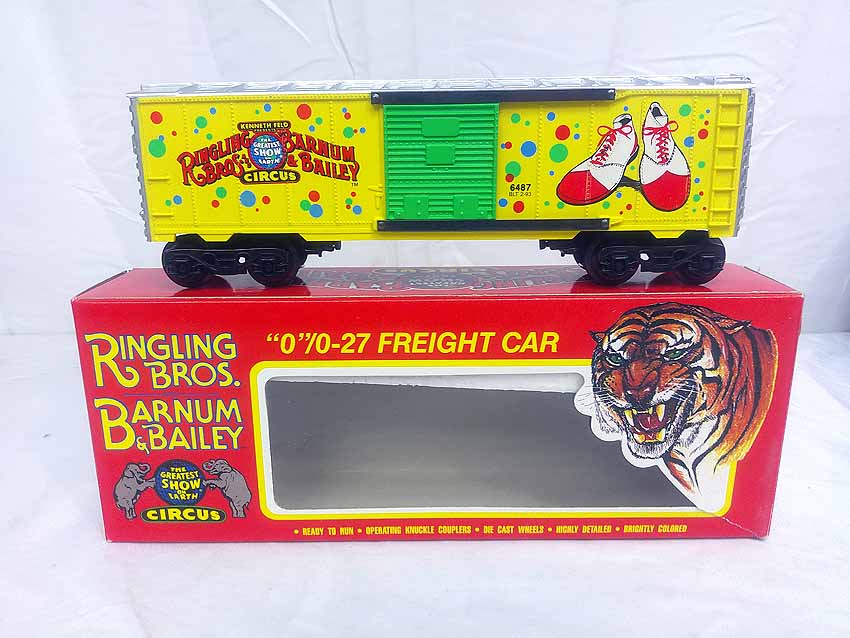 KENNETH FELD
PRESENTS
RINGLING BARNUM
BROS. & BAILEY
THE
GREATEST
SHOW
ON
EARTH
CIRCUS
TM
6487
BLT 2-93
CIRCUS
RINGLING
BROS.
BARNUM
& BAILEY
THE
GREATEST
SHOW
ON
EARTH
CIRCUS
"O"/O-27 FREIGHT CAR
• READY TO RUN • OPERATING KNUCKLE COUPLERS • DIE CAST WHEELS • HIGHLY DETAILED • BRIGHTLY COLORED